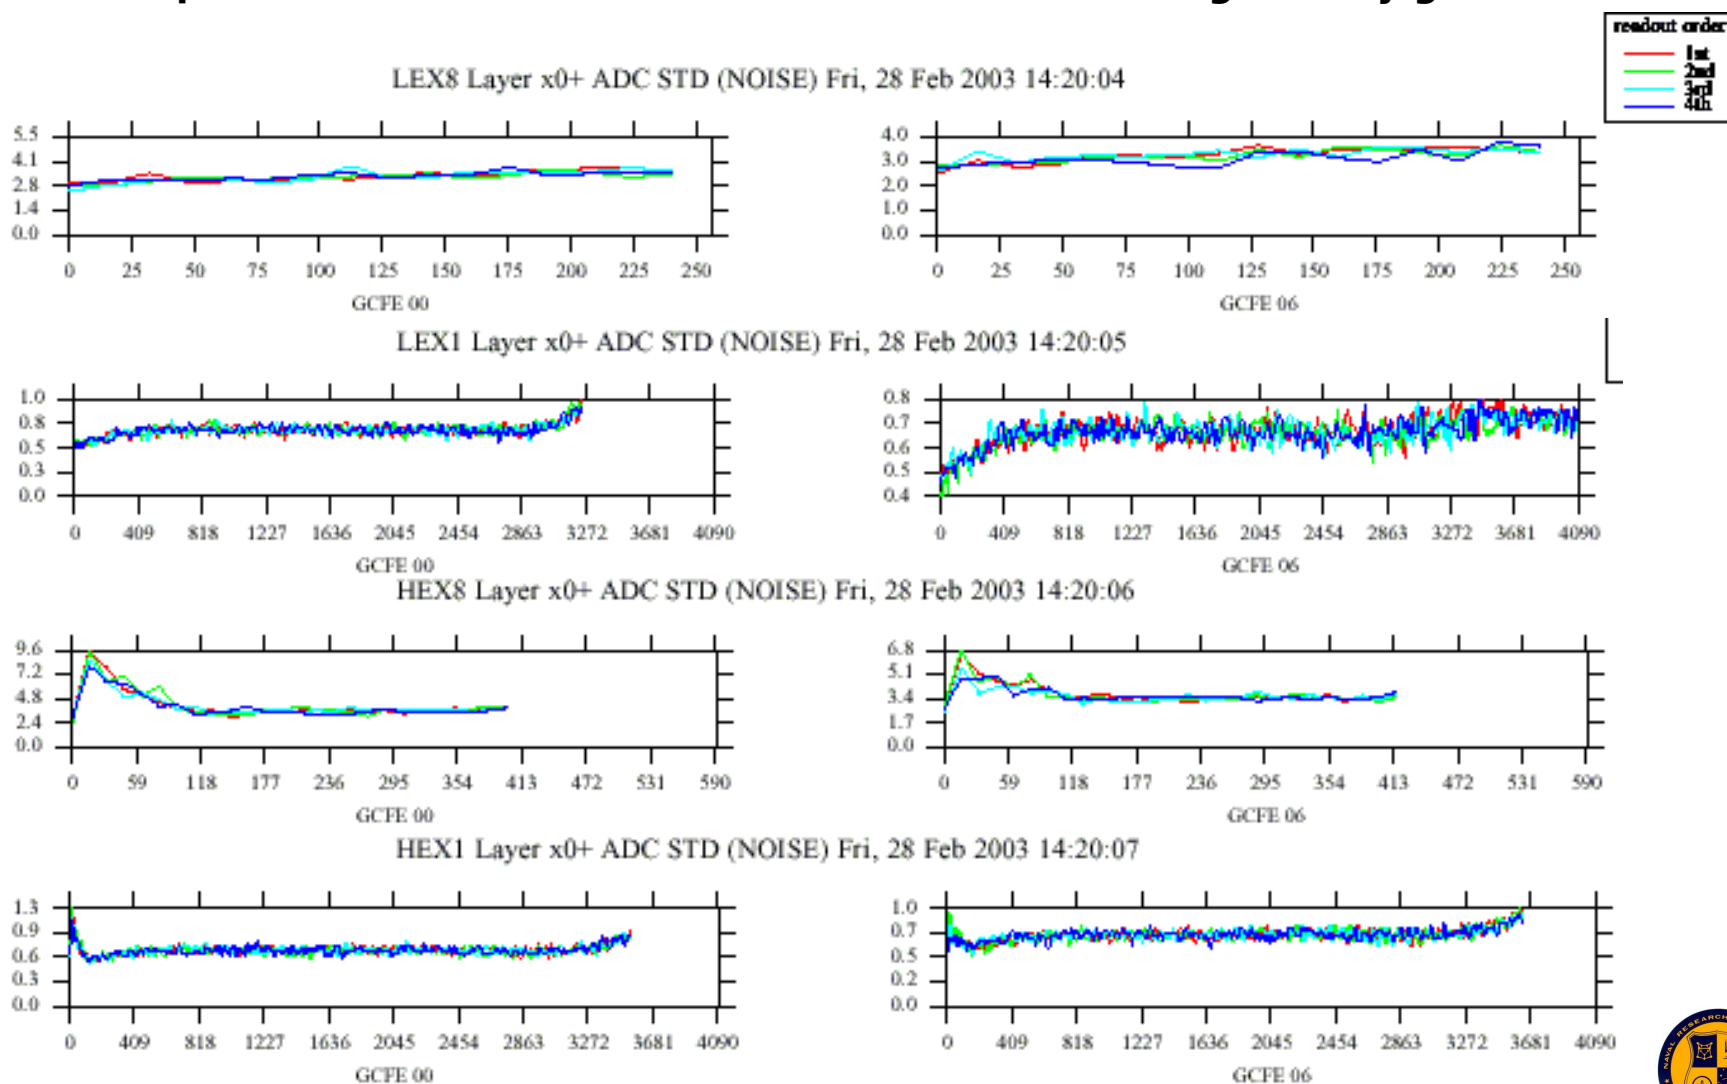 readout order
1st
2nd
3rd
4th
LEX8 Layer x0+ ADC STD (NOISE) Fri, 28 Feb 2003 14:20:04
5.5 4.1 2.8 1.4 0.0
0 25 50 75 100 125 150 175 200 225 250
GCFE 00
4.0 3.0 2.0 1.0 0.0
0 25 50 75 100 125 150 175 200 225 250
GCFE 06
LEX1 Layer x0+ ADC STD (NOISE) Fri, 28 Feb 2003 14:20:05
1.0 0.8 0.5 0.3 0.0
0 409 818 1227 1636 2045 2454 2863 3272 3681 4090
GCFE 00
0.8 0.7 0.6 0.5 0.4
0 409 818 1227 1636 2045 2454 2863 3272 3681 4090
GCFE 06
HEX8 Layer x0+ ADC STD (NOISE) Fri, 28 Feb 2003 14:20:06
9.6 7.2 4.8 2.4 0.0
0 59 118 177 236 295 354 413 472 531 590
GCFE 00
6.8 5.1 3.4 1.7 0.0
0 59 118 177 236 295 354 413 472 531 590
GCFE 06
HEX1 Layer x0+ ADC STD (NOISE) Fri, 28 Feb 2003 14:20:07
1.3 0.9 0.6 0.3 0.0
0 409 818 1227 1636 2045 2454 2863 3272 3681 4090
GCFE 00
1.0 0.7 0.5 0.2 0.0
0 409 818 1227 1636 2045 2454 2863 3272 3681 4090
GCFE 06
NAVAL RESEARCH